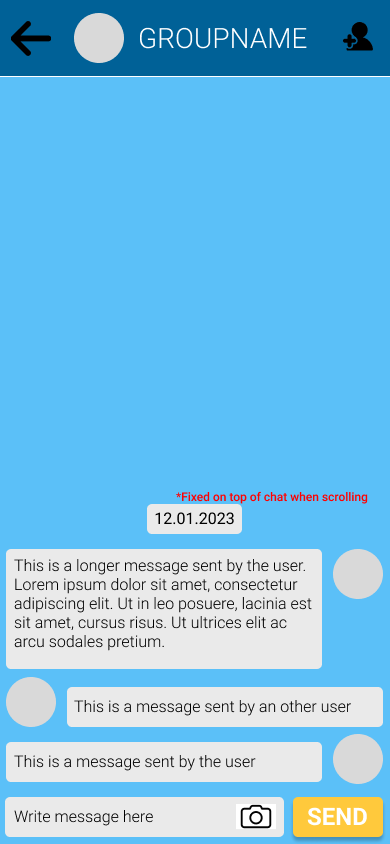 GROUPNAME
*Fixed on top of chat when scrolling
12.01.2023
This is a longer message sent by the user.
Lorem ipsum dolor sit amet, consectetur
adipiscing elit. Ut in leo posuere, lacinia est
sit amet, cursus risus. Ut ultrices elit ac
arcu sodales pretium.
This is a message sent by an other user
This is a message sent by the user
Write message here
SEND